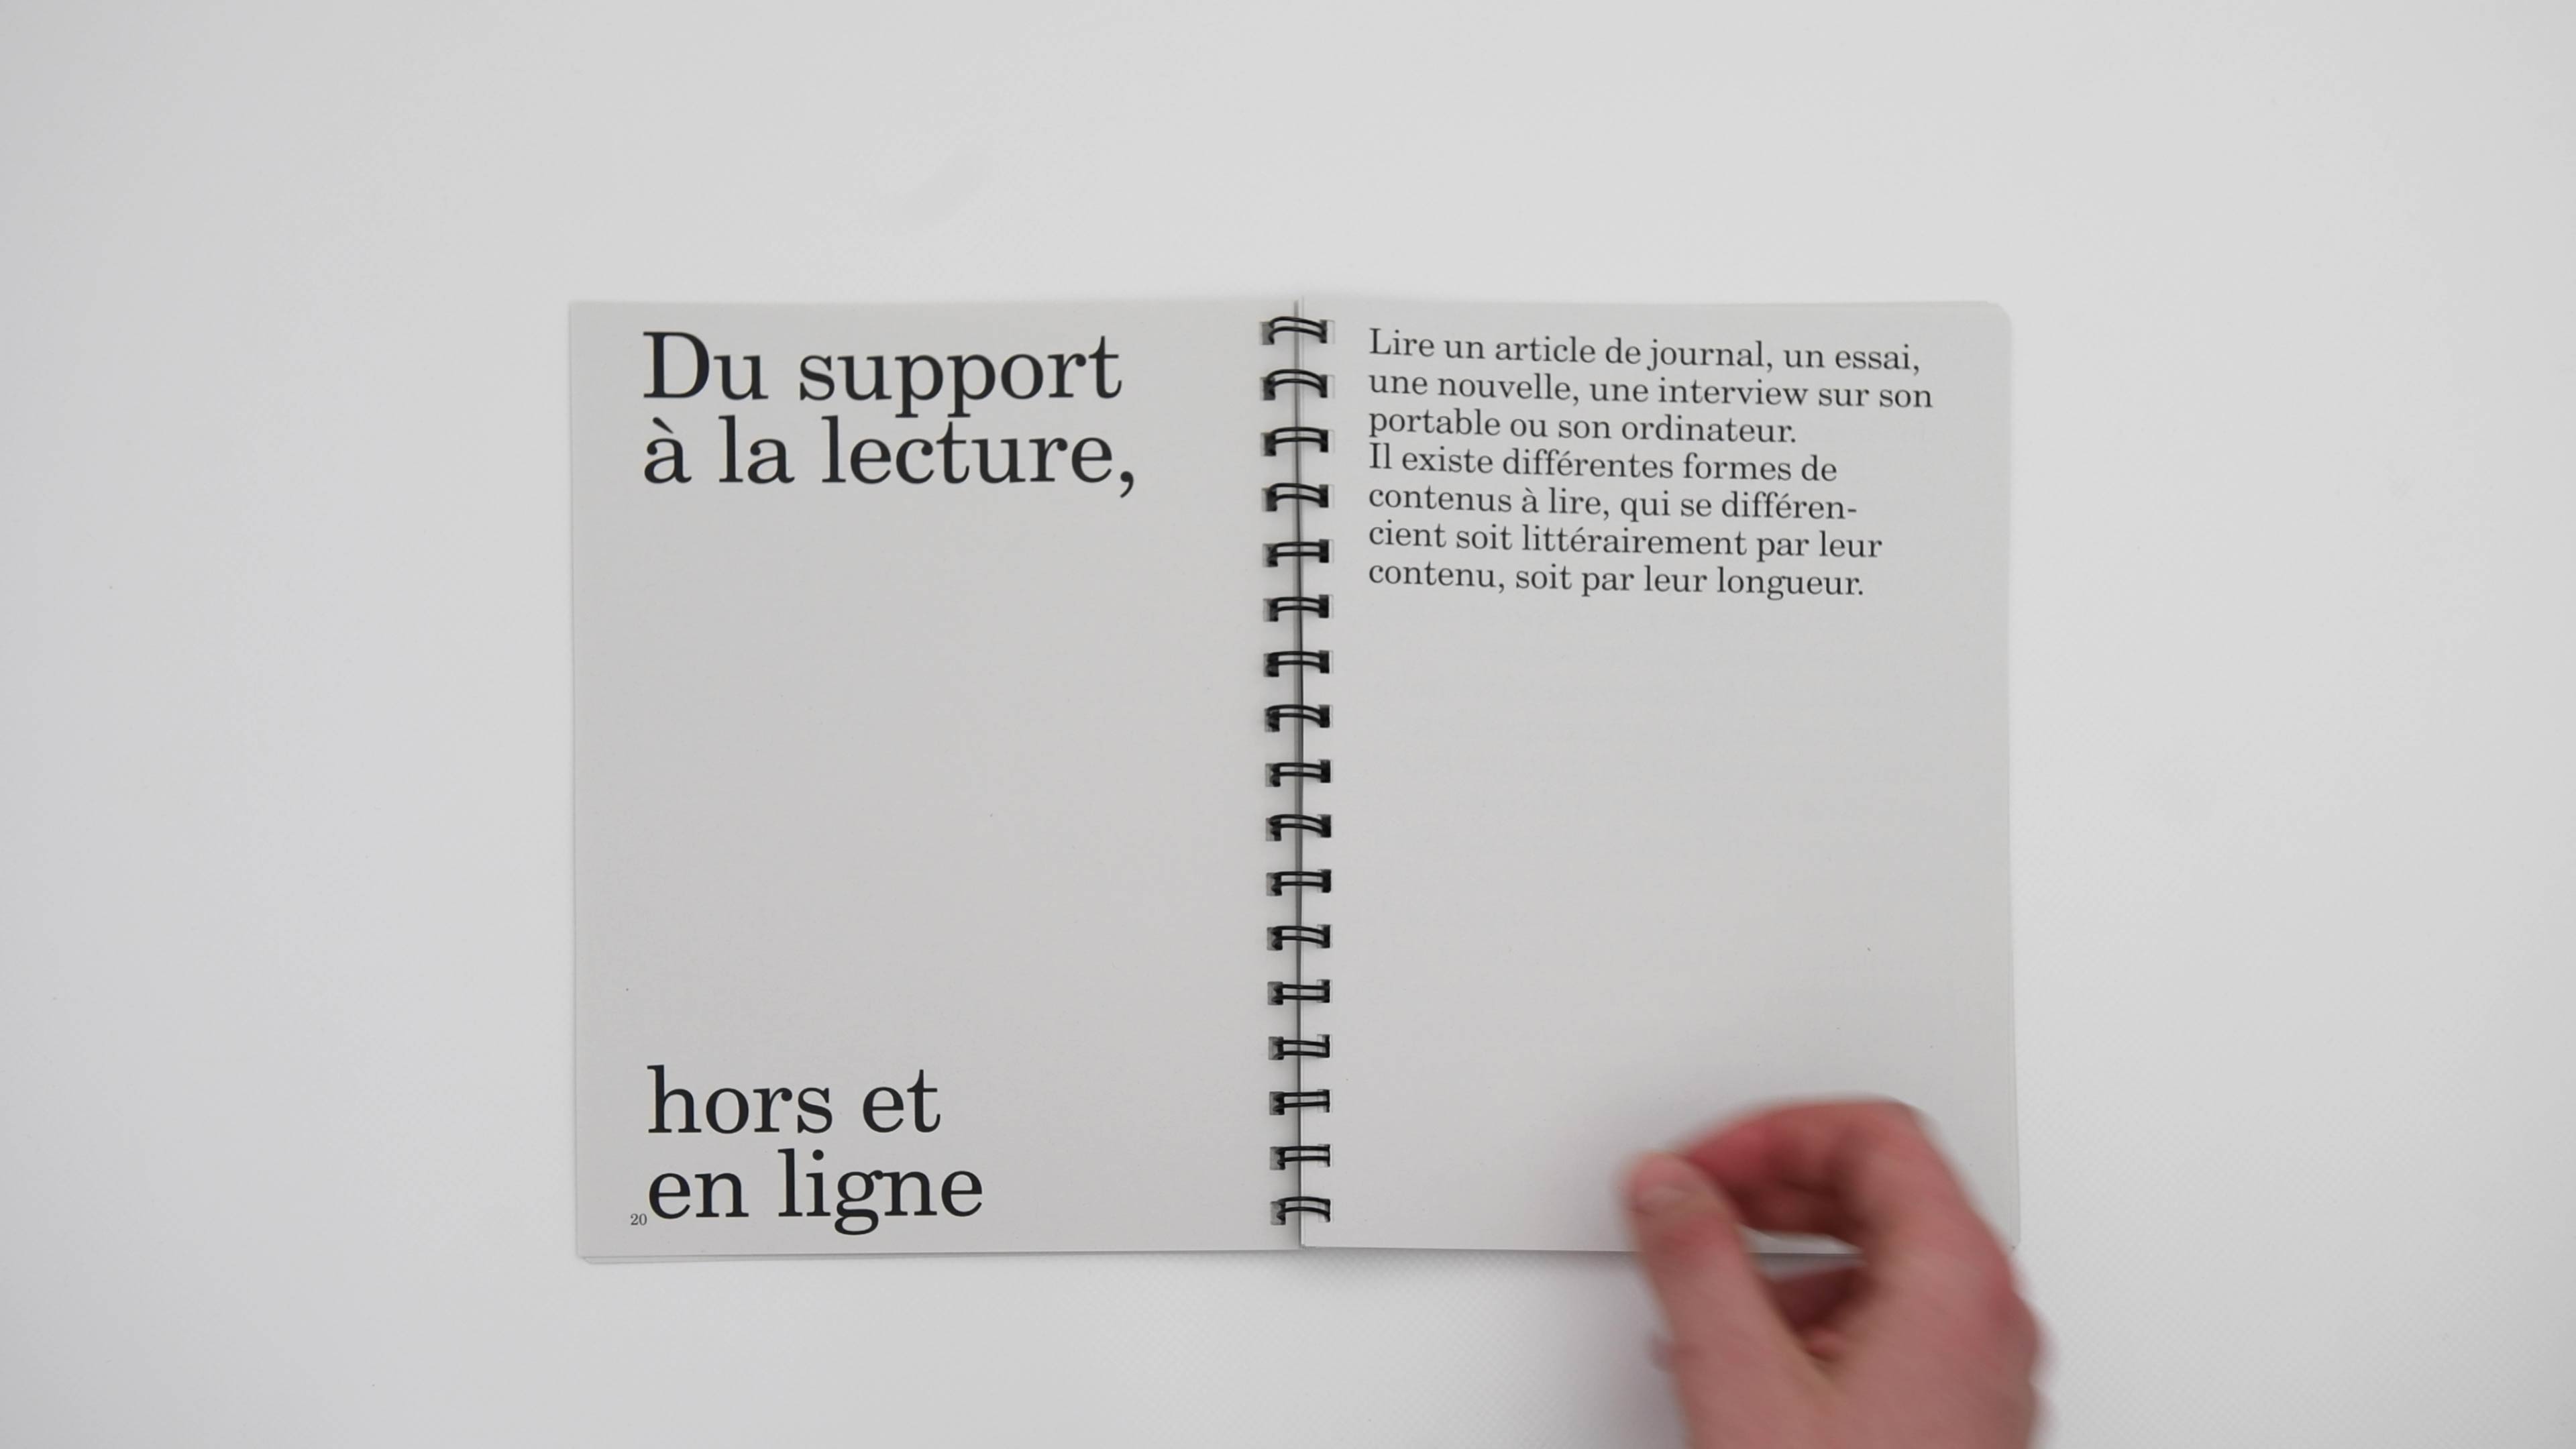 Du support
à la lecture,
hors et
en ligne
20
Lire un article de journal, un essai,
une nouvelle, une interview sur son
portable ou son ordinateur.
Il existe différentes formes de
contenus à lire, qui se différen-
cient soit littérairement par leur
contenu, soit par leur longueur.